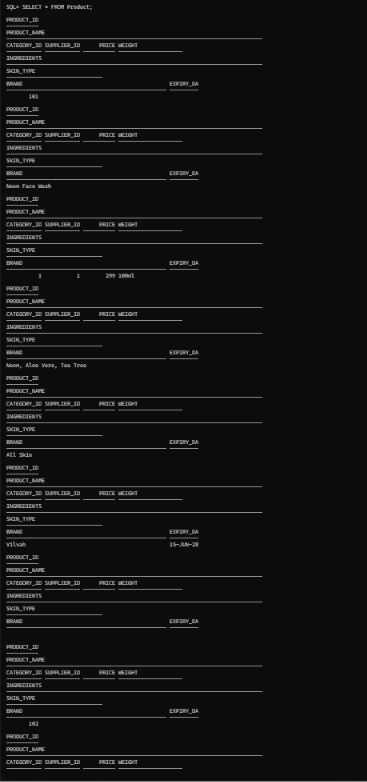 SQL> SELECT * FROM Product;
PRODUCT_ID
PRODUCT_NAME
CATEGORY_ID SUPPLIER_ID PRICE WEIGHT
INGREDIENTS
SKIN_TYPE
BRAND EXPIRY_DA
101
PRODUCT_ID
PRODUCT_NAME
CATEGORY_ID SUPPLIER_ID PRICE WEIGHT
INGREDIENTS
SKIN_TYPE
BRAND EXPIRY_DA
Neem Face Wash
PRODUCT_ID
PRODUCT_NAME
CATEGORY_ID SUPPLIER_ID PRICE WEIGHT
INGREDIENTS
SKIN_TYPE
BRAND EXPIRY_DA
1 1 299 100ml
PRODUCT_ID
PRODUCT_NAME
CATEGORY_ID SUPPLIER_ID PRICE WEIGHT
INGREDIENTS
SKIN_TYPE
BRAND EXPIRY_DA
Neem, Aloe Vera, Tea Tree
PRODUCT_ID
PRODUCT_NAME
CATEGORY_ID SUPPLIER_ID PRICE WEIGHT
INGREDIENTS
SKIN_TYPE
BRAND EXPIRY_DA
All Skin
PRODUCT_ID
PRODUCT_NAME
CATEGORY_ID SUPPLIER_ID PRICE WEIGHT
INGREDIENTS
SKIN_TYPE
BRAND EXPIRY_DA
Vilvah 15-JUN-28
PRODUCT_ID
PRODUCT_NAME
CATEGORY_ID SUPPLIER_ID PRICE WEIGHT
INGREDIENTS
SKIN_TYPE
BRAND EXPIRY_DA
PRODUCT_ID
PRODUCT_NAME
CATEGORY_ID SUPPLIER_ID PRICE WEIGHT
INGREDIENTS
SKIN_TYPE
BRAND EXPIRY_DA
102
PRODUCT_ID
PRODUCT_NAME
CATEGORY_ID SUPPLIER_ID PRICE WEIGHT